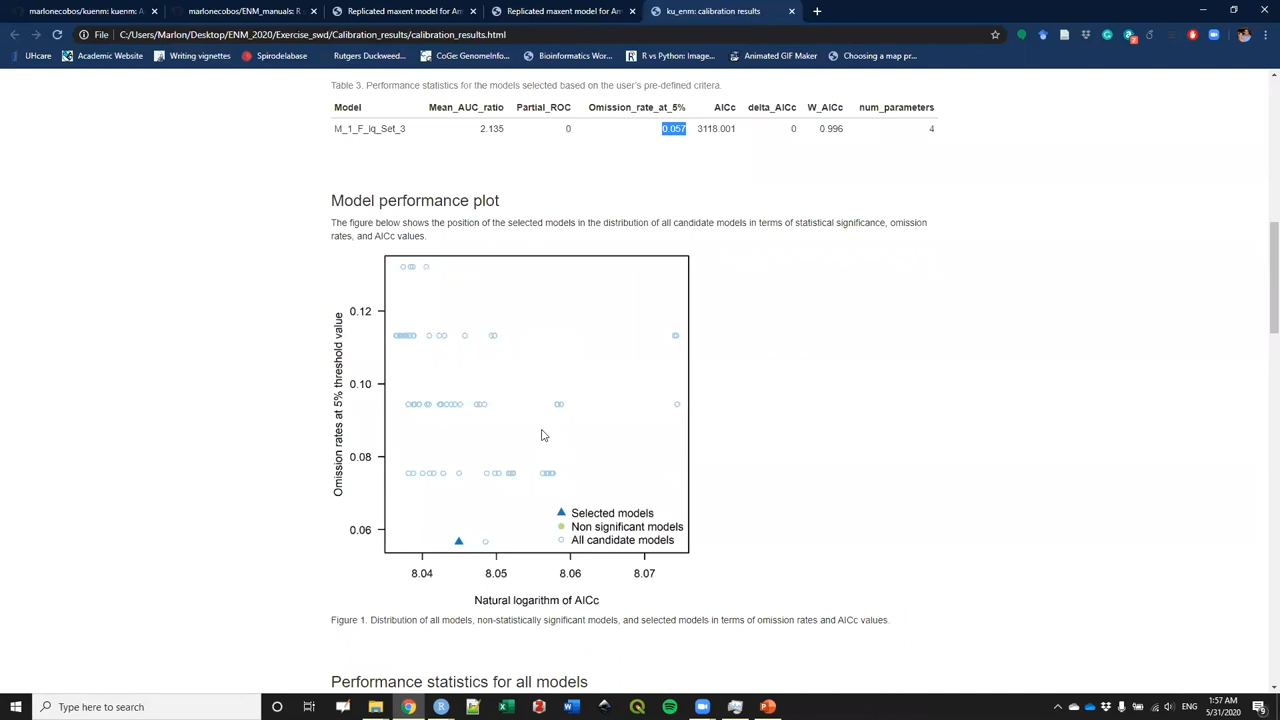 marlonecobos/kuenm: kuenm: A
marlonecobos/ENM_manuals: R
Replicated maxent model for Am
Replicated maxent model for Am
ku_enm: calibration results
File
C:/Users/Marlon/Desktop/ENM_2020/Exercise_swd/Calibration_results/calibration_results.html
UHcare
Academic Website
Writing vignettes
Spirodelabase
Rutgers Duckweed...
CoGe: GenomeInfo...
Bioinformatics Wor...
R vs Python: Image...
Animated GIF Making
Choosing a map pr...
Table 3. Performance statistics for the models selected based on the user's pre-defined critera.
Model Mean_AUC_ratio Partial_ROC Omission_rate_at_5% AICc delta_AICc W_AICc num_parameters
M_1_F_lq_Set_3 2.135 0 0.057 3118.001 0 0.996 4
Model performance plot
The figure below shows the position of the selected models in the distribution of all candidate models in terms of statistical significance, omission
rates, and AICc values.
Omission rates at 5% threshold value
0.12
0.10
0.08
0.06
Selected models
Non significant models
All candidate models
8.04 8.05 8.06 8.07
Natural logarithm of AICc
Figure 1. Distribution of all models, non-statistically significant models, and selected models in terms of omission rates and AICc values.
Performance statistics for all models
Type here to search
ENG
1:57 AM
5/31/2020